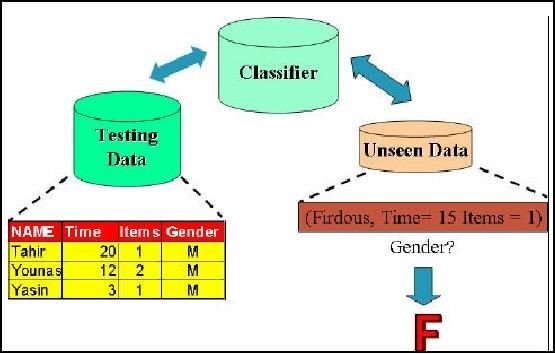 Classifier
Testing
Data
Unseen Data
NAME Time Items Gender
Tahir 20 1 M
Younas 12 2 M
Yasin 3 1 M
(Firdous, Time= 15 Items = 1)
Gender?
F